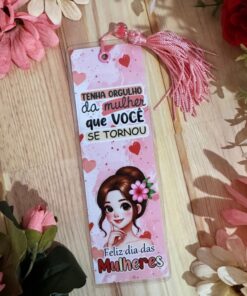 TENHA ORGULHO
da mulher
que VOCÊ
SE TORNOU
Feliz dia das
Mulheres